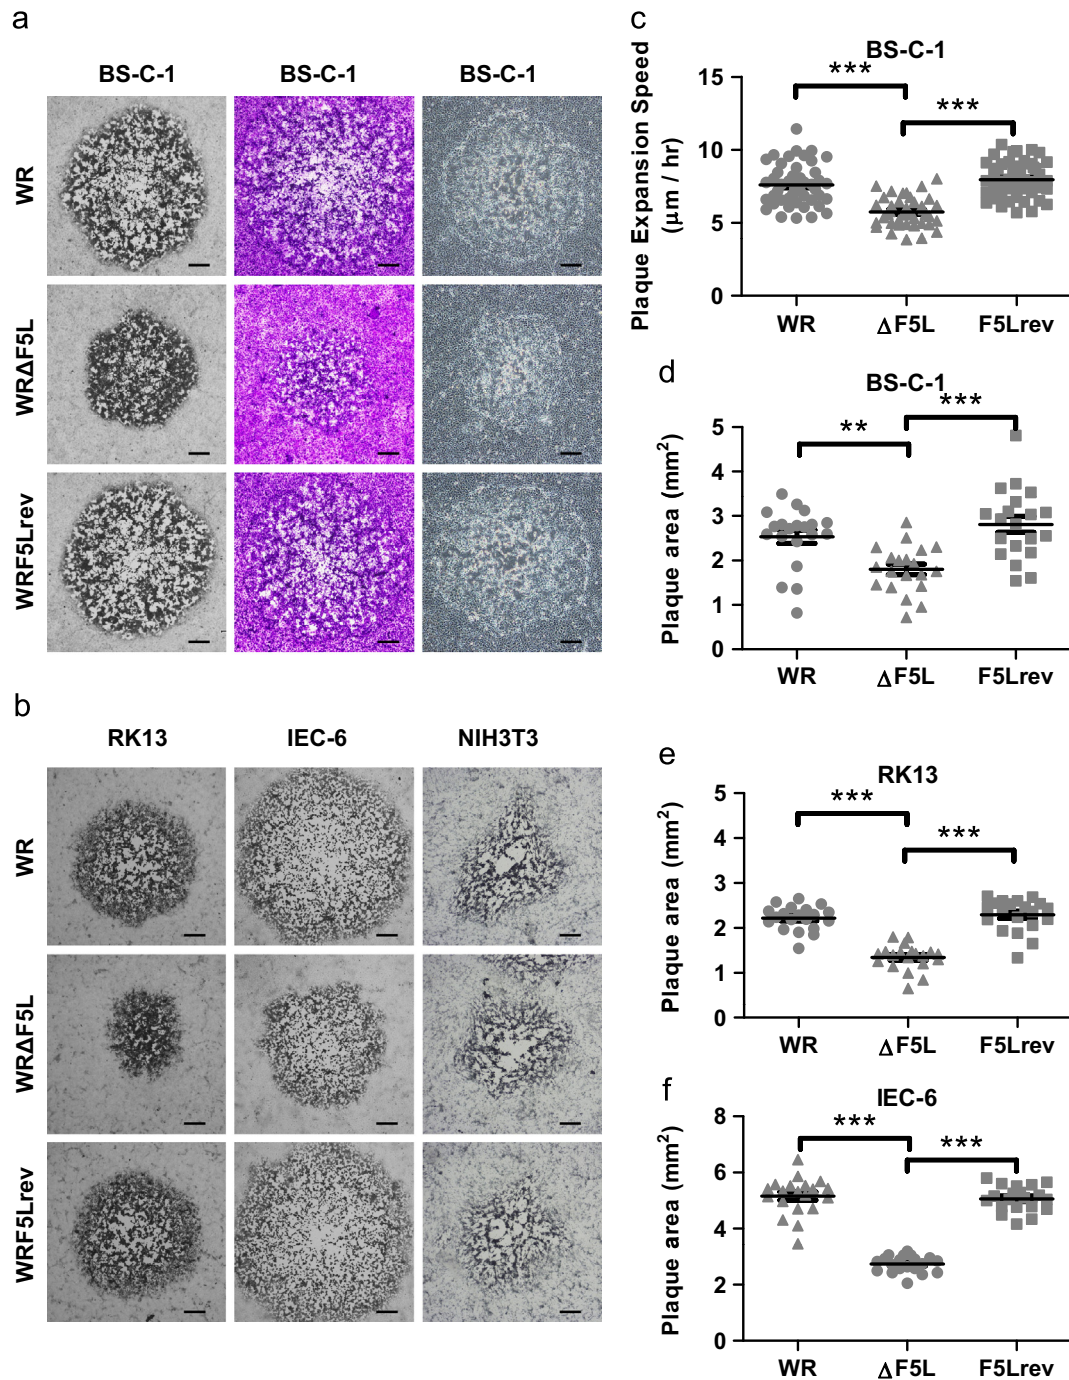 a
BS-C-1 BS-C-1 BS-C-1
WR
WRΔF5L
WRF5Lrev
b
RK13 IEC-6 NIH3T3
WR
WRΔF5L
WRF5Lrev
c
BS-C-1
Plaque Expansion Speed
(μm / hr)
15
10
5
0
***
***
WR ΔF5L F5Lrev
d
BS-C-1
Plaque area (mm²)
5
4
3
2
1
0
**
***
WR ΔF5L F5Lrev
e
RK13
Plaque area (mm²)
5
4
3
2
1
0
***
***
WR ΔF5L F5Lrev
f
IEC-6
Plaque area (mm²)
8
6
4
2
0
***
***
WR ΔF5L F5Lrev